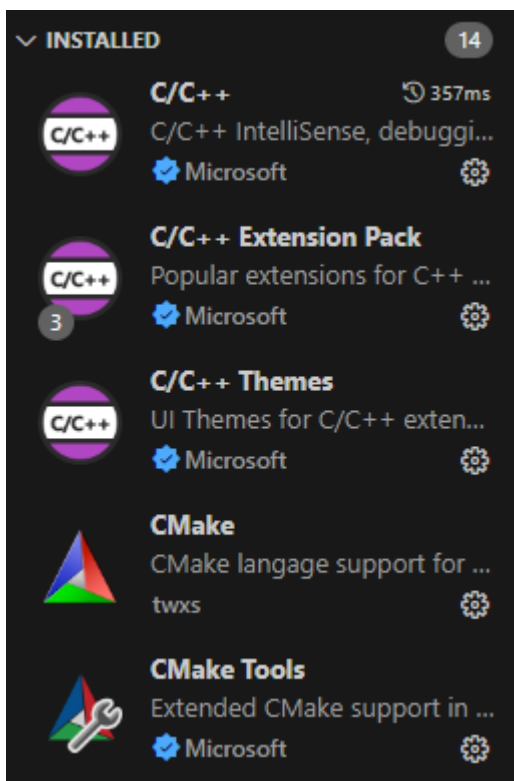 INSTALLED 14
C/C++ 357ms
C/C++ C/C++ IntelliSense, debuggi...
Microsoft
C/C++ Extension Pack
C/C++ Popular extensions for C++ ...
3 Microsoft
C/C++ Themes
C/C++ UI Themes for C/C++ exten...
Microsoft
CMake
CMake langage support for ...
twxs
CMake Tools
Extended CMake support in ...
Microsoft